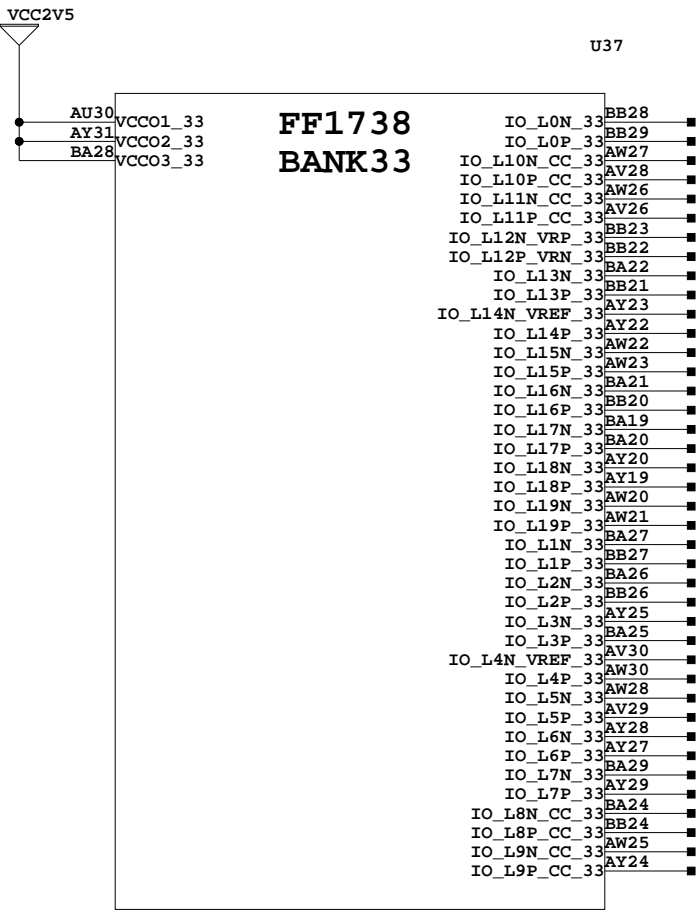 VCC2V5
U37
FF1738
BANK33
AU30 VCCO1_33
AY31 VCCO2_33
BA28 VCCO3_33
IO_L0N_33 BB28
IO_L0P_33 BB29
IO_L10N_CC_33 AW27
IO_L10P_CC_33 AV28
IO_L11N_CC_33 AW26
IO_L11P_CC_33 AV26
IO_L12N_VRP_33 BB23
IO_L12P_VRN_33 BB22
IO_L13N_33 BA22
IO_L13P_33 BB21
IO_L14N_VREF_33 AY23
IO_L14P_33 AY22
IO_L15N_33 AW22
IO_L15P_33 AW23
IO_L16N_33 BA21
IO_L16P_33 BB20
IO_L17N_33 BA19
IO_L17P_33 BA20
IO_L18N_33 AY20
IO_L18P_33 AY19
IO_L19N_33 AW20
IO_L19P_33 AW21
IO_L1N_33 BA27
IO_L1P_33 BB27
IO_L2N_33 BA26
IO_L2P_33 BB26
IO_L3N_33 AY25
IO_L3P_33 BA25
IO_L4N_VREF_33 AV30
IO_L4P_33 AW30
IO_L5N_33 AW28
IO_L5P_33 AV29
IO_L6N_33 AY28
IO_L6P_33 AY27
IO_L7N_33 BA29
IO_L7P_33 AY29
IO_L8N_CC_33 BA24
IO_L8P_CC_33 BB24
IO_L9N_CC_33 AW25
IO_L9P_CC_33 AY24